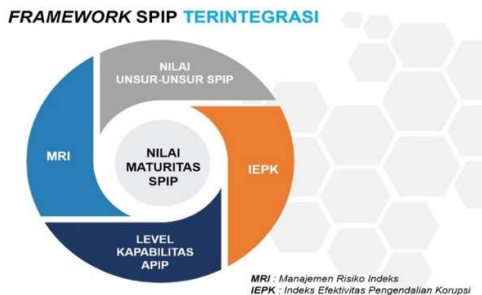 FRAMEWORK SPIP TERINTEGRASI
NILAI
UNSUR-UNSUR SPIP
MRI
NILAI
MATURITAS
SPIP
IEPK
LEVEL
KAPABILITAS
APIP
MRI : Manajemen Risiko Indeks
IEPK : Indeks Efektivitas Pengendalian Korupsi